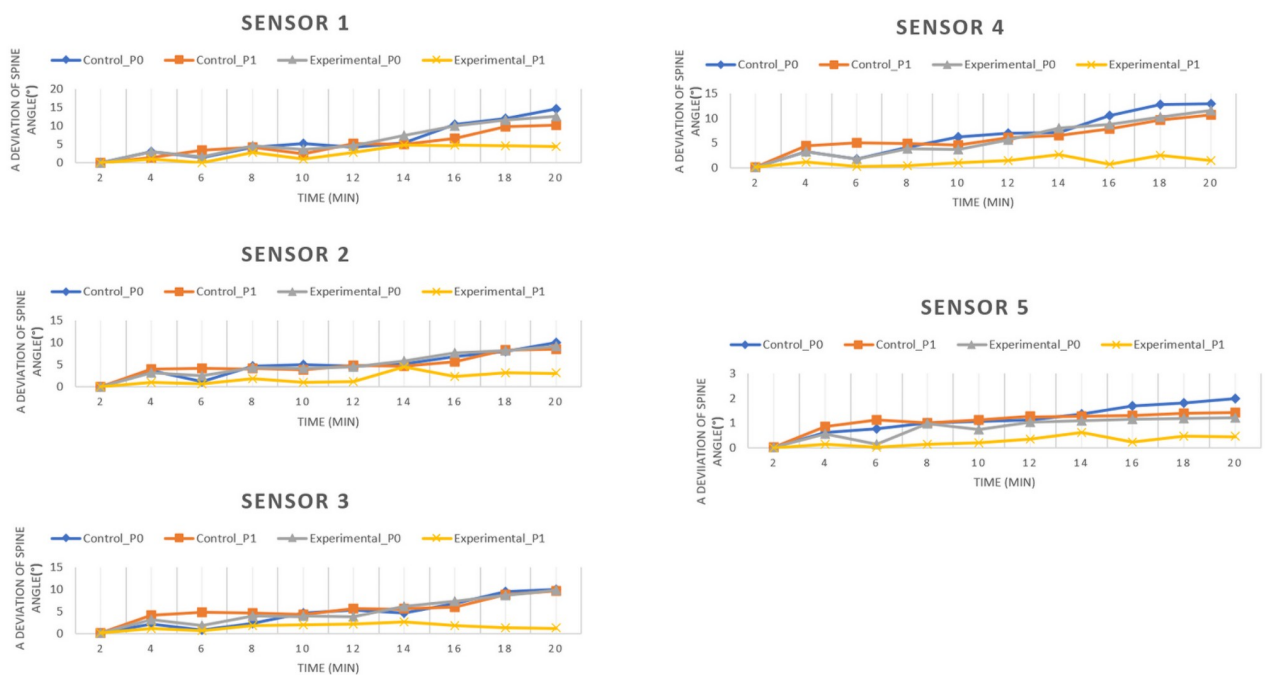 SENSOR 1
Control_P0 Control_P1 Experimental_P0 Experimental_P1
A DEVIATION OF SPINE
ANGLE(°)
20
15
10
5
0
2 4 6 8 10 12 14 16 18 20
TIME (MIN)
SENSOR 2
Control_P0 Control_P1 Experimental_P0 Experimental_P1
A DEVIATION OF SPINE
ANGLE(°)
15
10
5
0
2 4 6 8 10 12 14 16 18 20
TIME (MIN)
SENSOR 3
Control_P0 Control_P1 Experimental_P0 Experimental_P1
A DEVIATION OF SPINE
ANGLE(°)
15
10
5
0
2 4 6 8 10 12 14 16 18 20
TIME (MIN)
SENSOR 4
Control_P0 Control_P1 Experimental_P0 Experimental_P1
A DEVIATION OF SPINE
ANGLE(°)
15
10
5
0
2 4 6 8 10 12 14 16 18 20
TIME (MIN)
SENSOR 5
Control_P0 Control_P1 Experimental_P0 Experimental_P1
A DEVIIATION OF SPINE
ANGLE(°)
3
2
1
0
2 4 6 8 10 12 14 16 18 20
TIME (MIN)